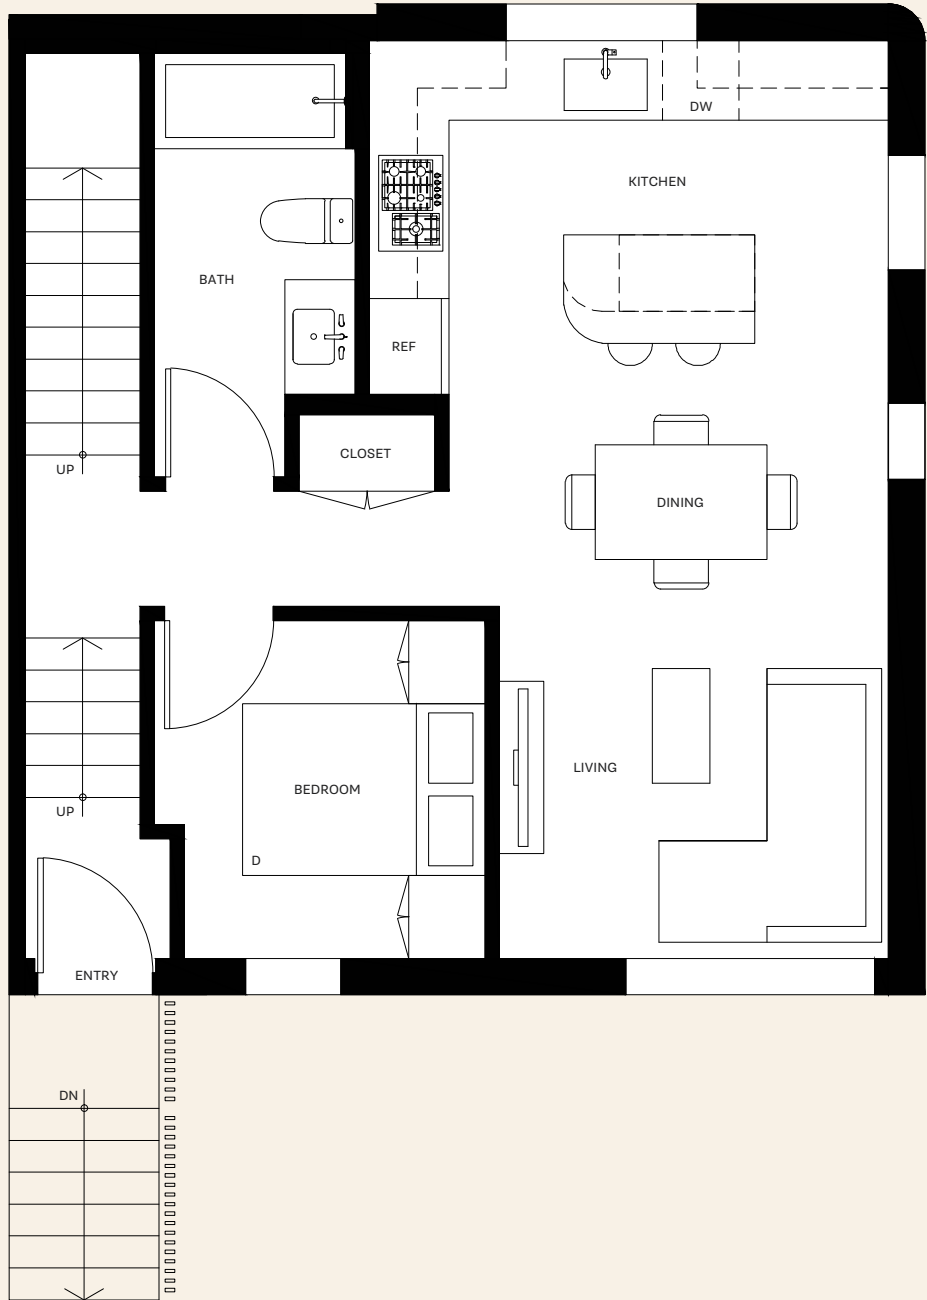 DW
KITCHEN
BATH
REF
CLOSET
UP
DINING
LIVING
BEDROOM
UP
D
ENTRY
DN